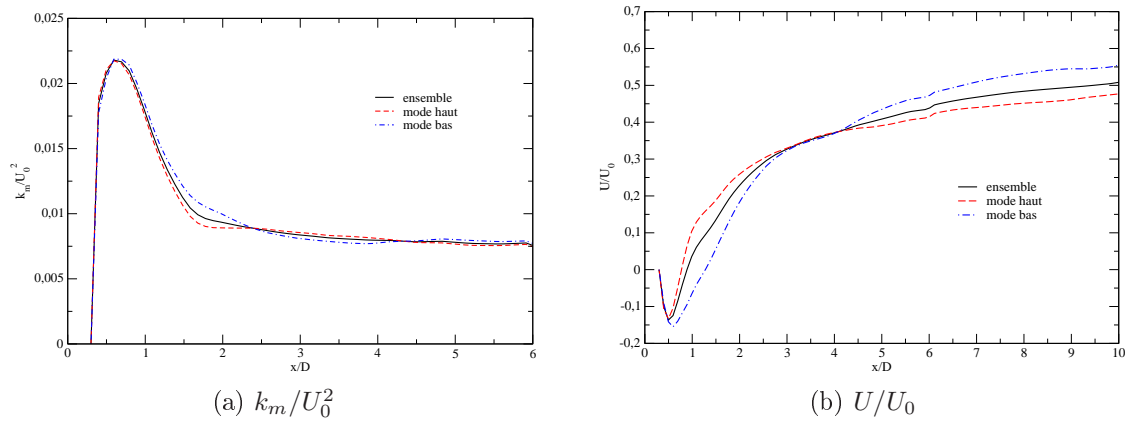 0,025
0,02
0,015
0,01
0,005
0
k_m/U_0^2
ensemble
mode haut
mode bas
0 1 2 3 4 5 6
x/D
(a) k_m/U_0^2
0,7
0,6
0,5
0,4
0,3
0,2
0,1
0
-0,1
-0,2
U/U_0
ensemble
mode haut
mode bas
0 1 2 3 4 5 6 7 8 9 10
x/D
(b) U/U_0